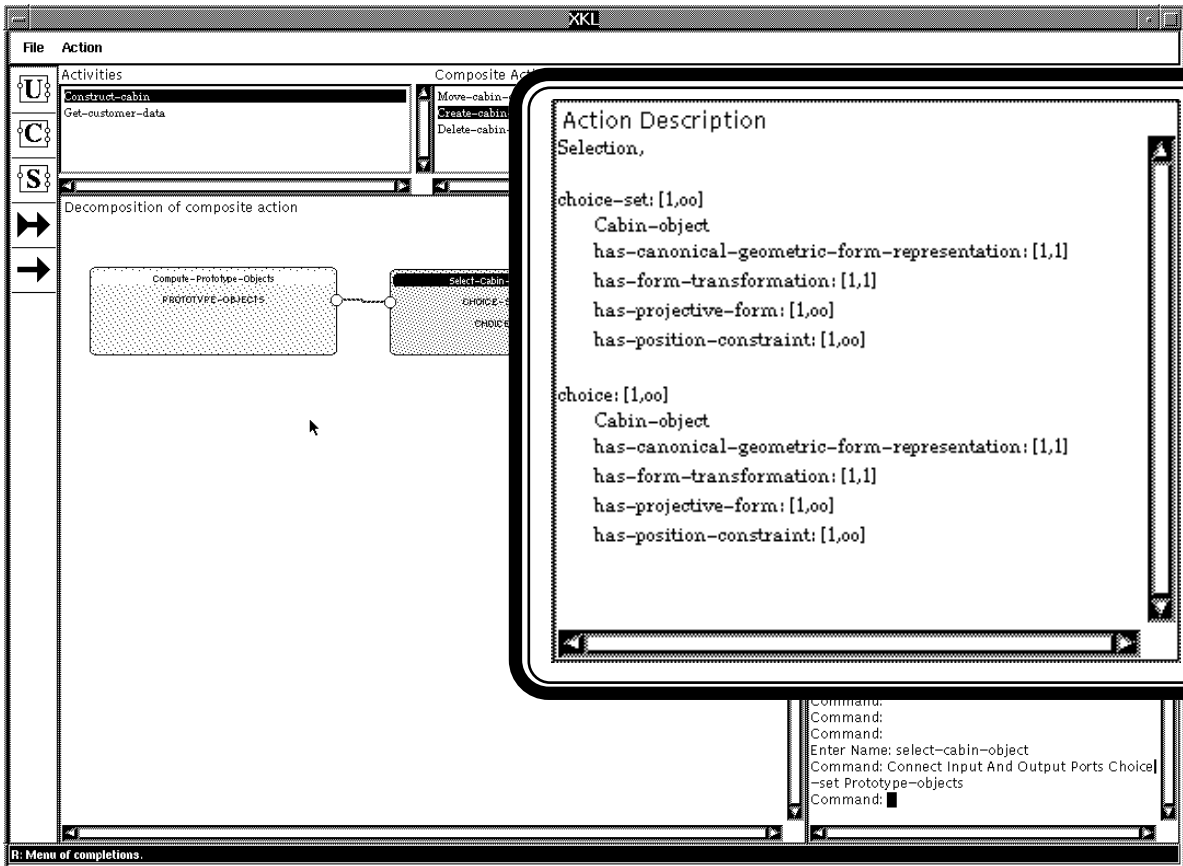 XKL
File Action
U
C
S
Activities
Construct-cabin
Get-customer-data
Composite
Move-cabin-
Create-cabin-
Delete-cabin-
Decomposition of composite action
Compute-Prototype-Objects
PROTOTYPE-OBJECTS
Select-Cabin-
CHOICE-
CHOICE
Action Description
Selection,
choice-set: [1,oo]
Cabin-object
has-canonical-geometric-form-representation: [1,1]
has-form-transformation: [1,1]
has-projective-form: [1,oo]
has-position-constraint: [1,oo]
choice: [1,oo]
Cabin-object
has-canonical-geometric-form-representation: [1,1]
has-form-transformation: [1,1]
has-projective-form: [1,oo]
has-position-constraint: [1,oo]
Command:
Command:
Command:
Enter Name: select-cabin-object
Command: Connect Input And Output Ports Choice
-set Prototype-objects
Command:
R: Menu of completions.